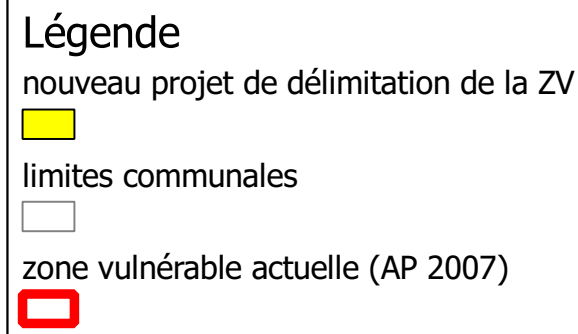 Légende
nouveau projet de délimitation de la ZV
limites communales
zone vulnérable actuelle (AP 2007)